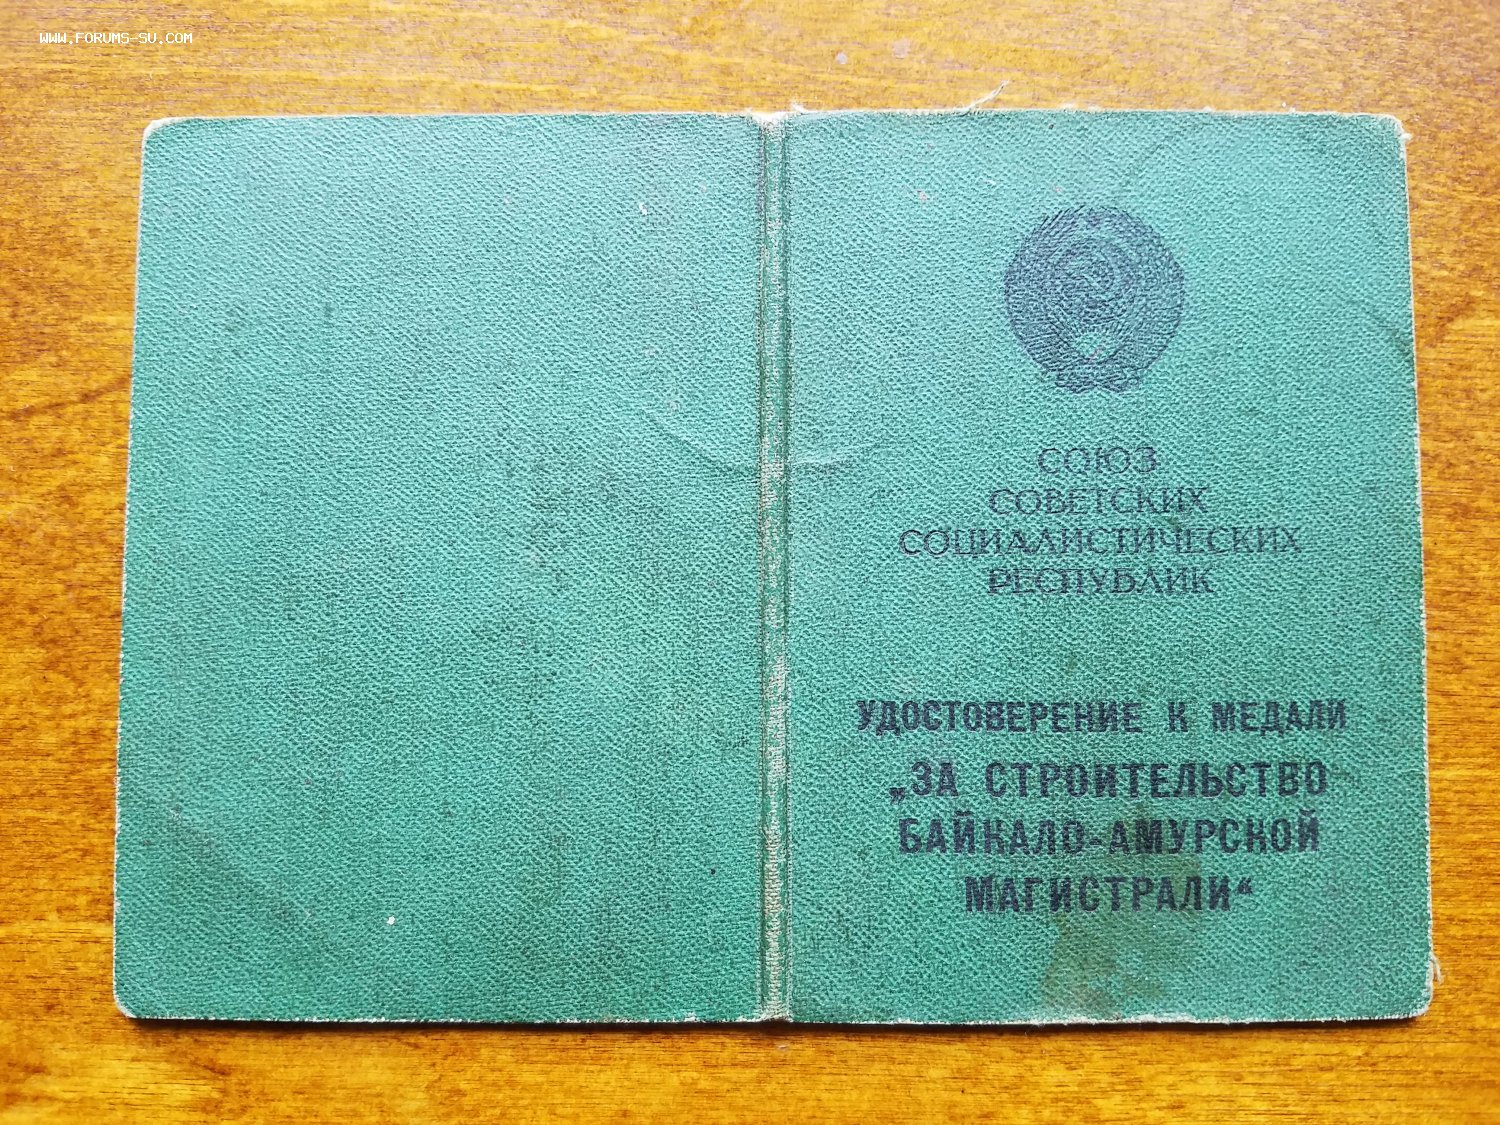 WWW.FORUMS-SU.COM
СОЮЗ
СОВЕТСКИХ
СОЦИАЛИСТИЧЕСКИХ
РЕСПУБЛИК
УДОСТОВЕРЕНИЕ К МЕДАЛИ
„ЗА СТРОИТЕЛЬСТВО
БАЙКАЛО-АМУРСКОЙ
МАГИСТРАЛИ“